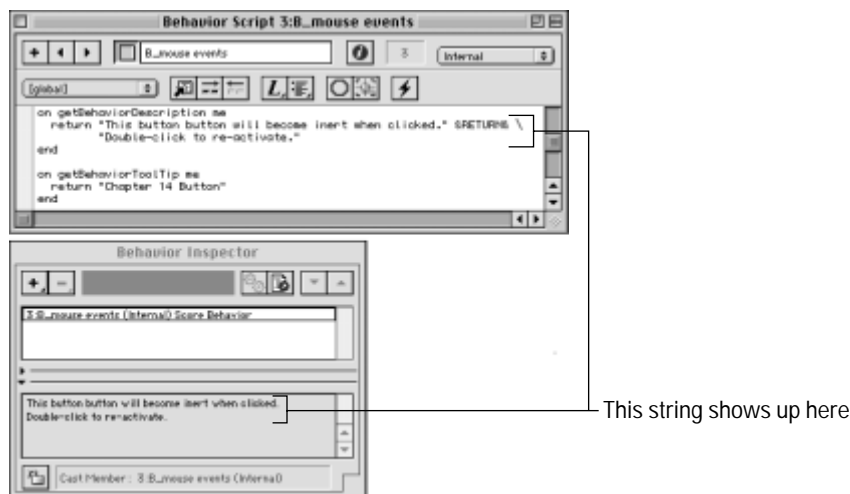 Behavior Script 3:B_mouse events
B_mouse events
3
Internal
[global]
on getBehaviorDescription me
return "This button button will become inert when clicked." &RETURN& \
"Double-click to re-activate."
end
on getBehaviorToolTip me
return "Chapter 14 Button"
end
Behavior Inspector
3:B_mouse events (Internal) Score Behavior
This button button will become inert when clicked.
Double-click to re-activate.
This string shows up here
Cast Member : 3:B_mouse events (Internal)